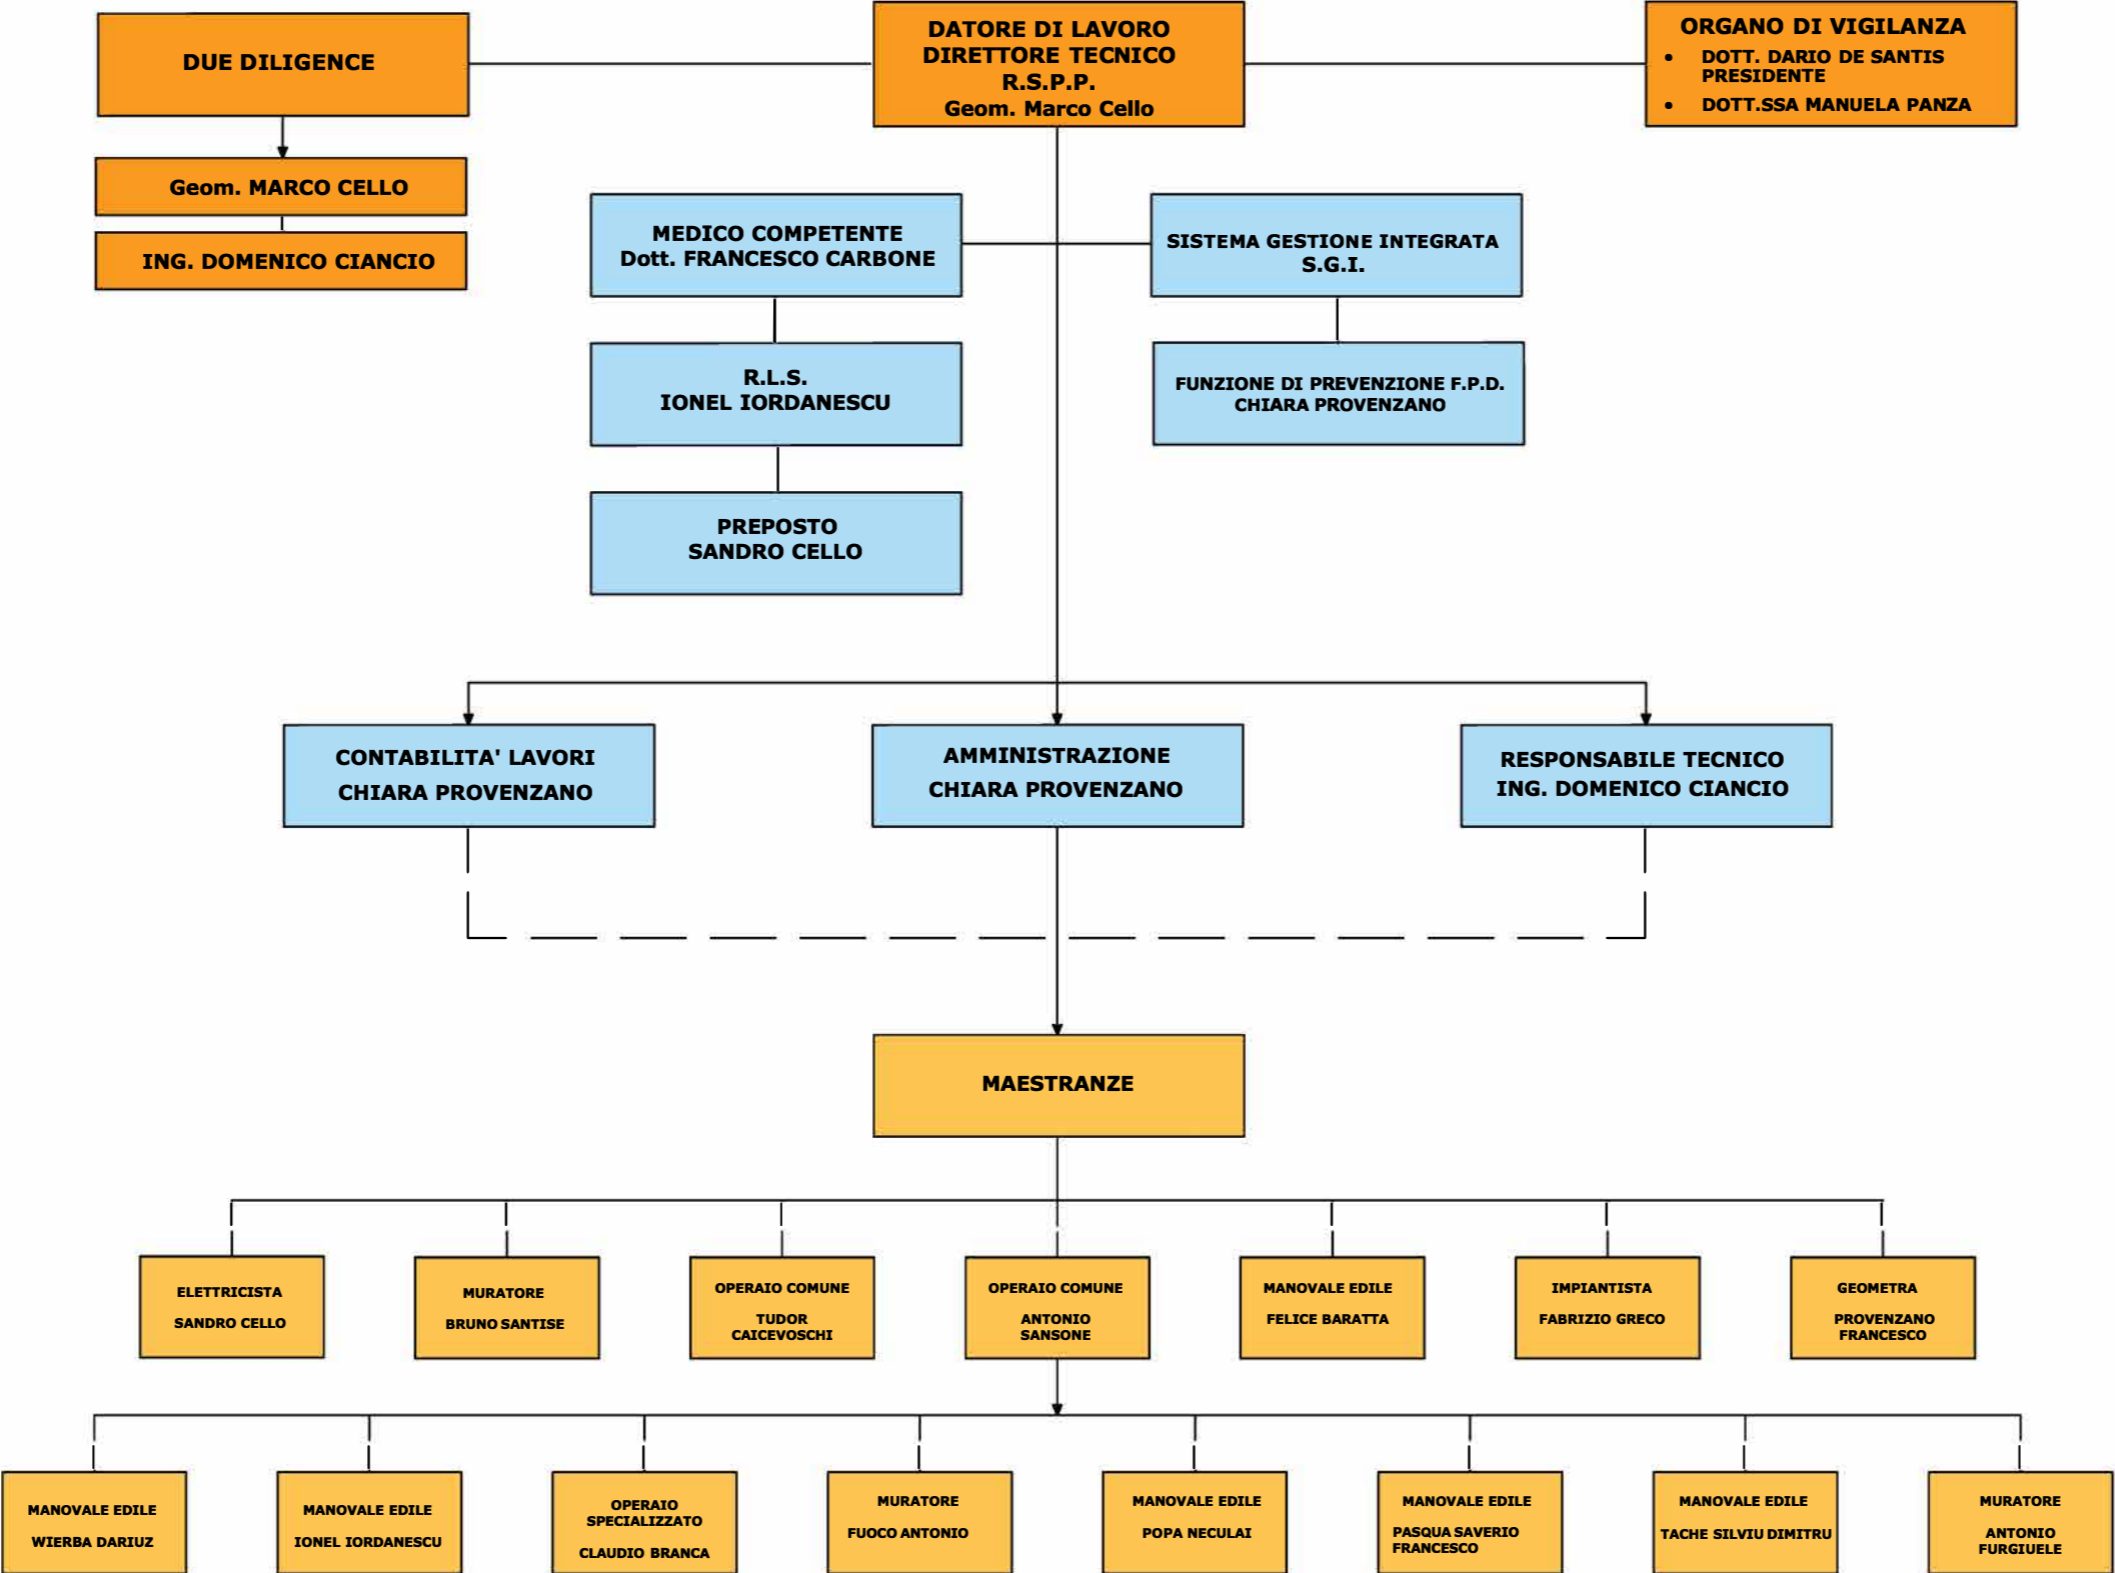 DUE DILIGENCE
DATORE DI LAVORO
DIRETTORE TECNICO
R.S.P.P.
Geom. Marco Cello
ORGANO DI VIGILANZA
• DOTT. DARIO DE SANTIS
PRESIDENTE
• DOTT.SSA MANUELA PANZA
Geom. MARCO CELLO
ING. DOMENICO CIANCIO
MEDICO COMPETENTE
Dott. FRANCESCO CARBONE
SISTEMA GESTIONE INTEGRATA
S.G.I.
R.L.S.
IONEL IORDANESCU
FUNZIONE DI PREVENZIONE F.P.D.
CHIARA PROVENZANO
PREPOSTO
SANDRO CELLO
CONTABILITA' LAVORI
CHIARA PROVENZANO
AMMINISTRAZIONE
CHIARA PROVENZANO
RESPONSABILE TECNICO
ING. DOMENICO CIANCIO
MAESTRANZE
ELETTRICISTA
SANDRO CELLO
MURATORE
BRUNO SANTISE
OPERAIO COMUNE
TUDOR
CAICEVOSCHI
OPERAIO COMUNE
ANTONIO
SANSONE
MANOVALE EDILE
FELICE BARATTA
IMPIANTISTA
FABRIZIO GRECO
GEOMETRA
PROVENZANO
FRANCESCO
MANOVALE EDILE
WIERBA DARIUZ
MANOVALE EDILE
IONEL IORDANESCU
OPERAIO
SPECIALIZZATO
CLAUDIO BRANCA
MURATORE
FUOCO ANTONIO
MANOVALE EDILE
POPA NECULAI
MANOVALE EDILE
PASQUA SAVERIO
FRANCESCO
MANOVALE EDILE
TACHE SILVIU DIMITRU
MURATORE
ANTONIO
FURGIUELE